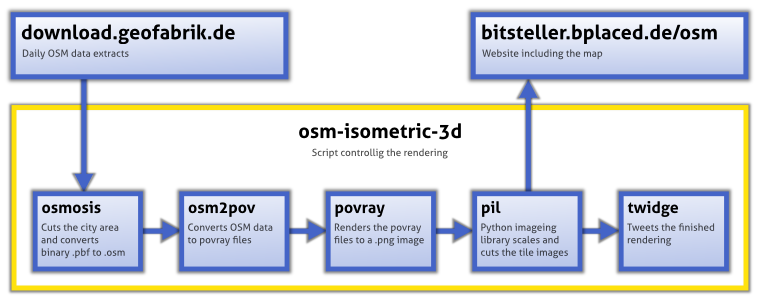 download.geofabrik.de
Daily OSM data extracts
bitsteller.bplaced.de/osm
Website including the map
osm-isometric-3d
Script controllig the rendering
osmosis
Cuts the city area
and converts
binary .pbf to .osm
osm2pov
Converts OSM data
to povray files
povray
Renders the povray
files to a .png image
pil
Python imageing
library scales and
cuts the tile images
twidge
Tweets the finished
rendering